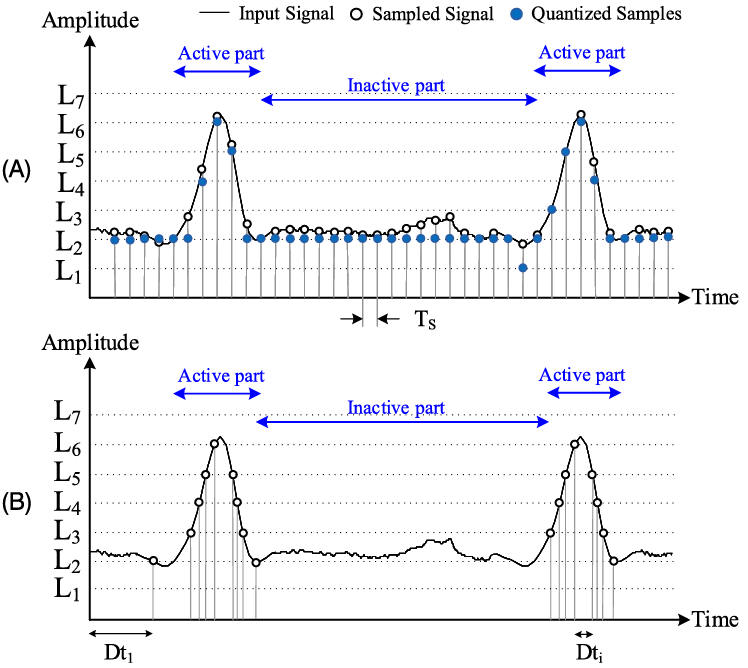 Amplitude
Input Signal Sampled Signal Quantized Samples
Active part Active part
Inactive part
L7
L6
L5
(A)
L4
L3
L2
L1
Time
TS
Amplitude
Active part Active part
Inactive part
L7
L6
L5
L4
(B)
L3
L2
L1
Time
Dt1 Dti